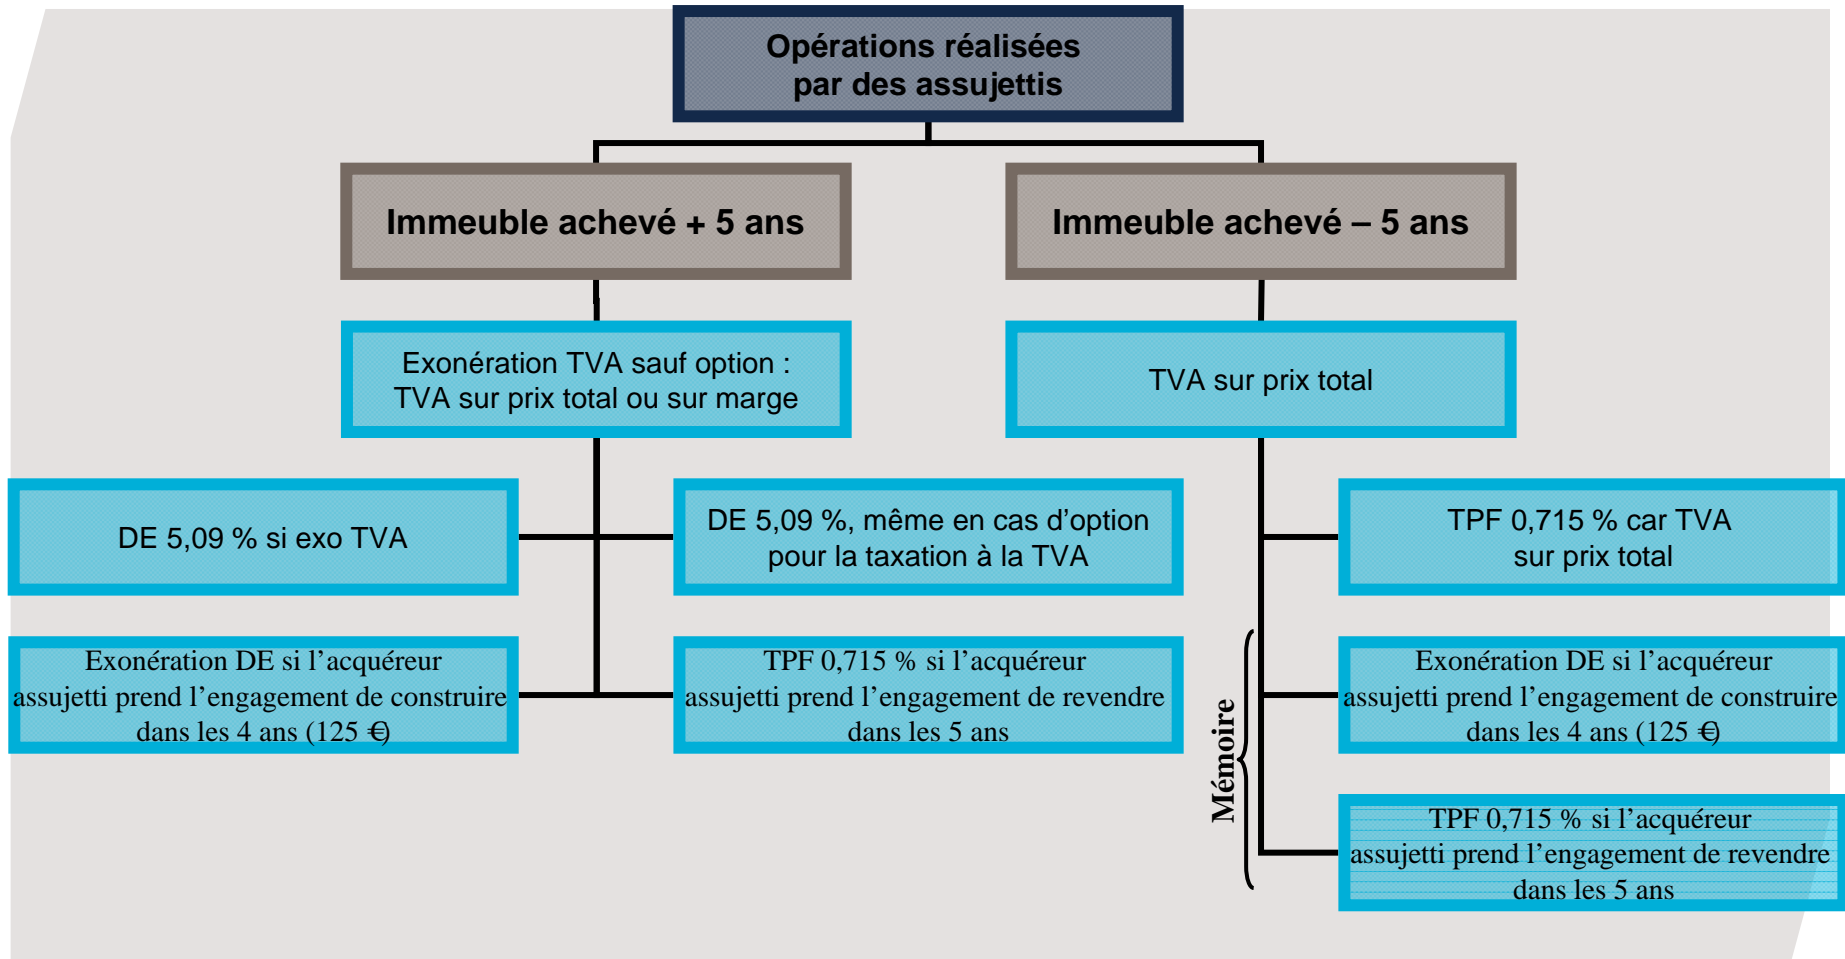 Opérations réalisées
par des assujettis
Immeuble achevé + 5 ans
Immeuble achevé – 5 ans
Exonération TVA sauf option :
TVA sur prix total ou sur marge
TVA sur prix total
DE 5,09 % si exo TVA
DE 5,09 %, même en cas d’option
pour la taxation à la TVA
TPF 0,715 % car TVA
sur prix total
Exonération DE si l’acquéreur
assujetti prend l’engagement de construire
dans les 4 ans (125 €)
TPF 0,715 % si l’acquéreur
assujetti prend l’engagement de revendre
dans les 5 ans
Mémoire
Exonération DE si l’acquéreur
assujetti prend l’engagement de construire
dans les 4 ans (125 €)
TPF 0,715 % si l’acquéreur
assujetti prend l’engagement de revendre
dans les 5 ans